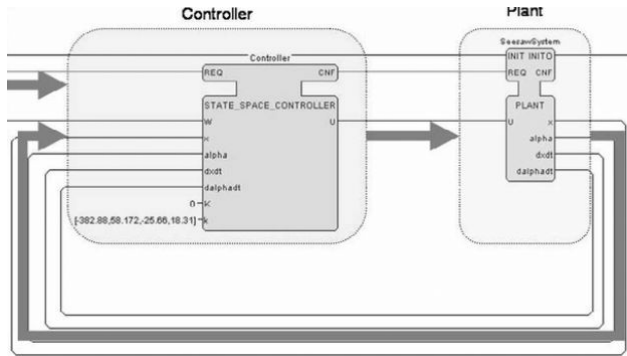 Controller
Plant
Controller
REQ
CNF
STATE_SPACE_CONTROLLER
W
U
x
alpha
dxdt
dalphadt
0
K
[-382.88,58.172,-25.66,18.31]
k
SeesawSystem
INIT INITO
REQ CNF
PLANT
U
x
alpha
dxdt
dalphadt